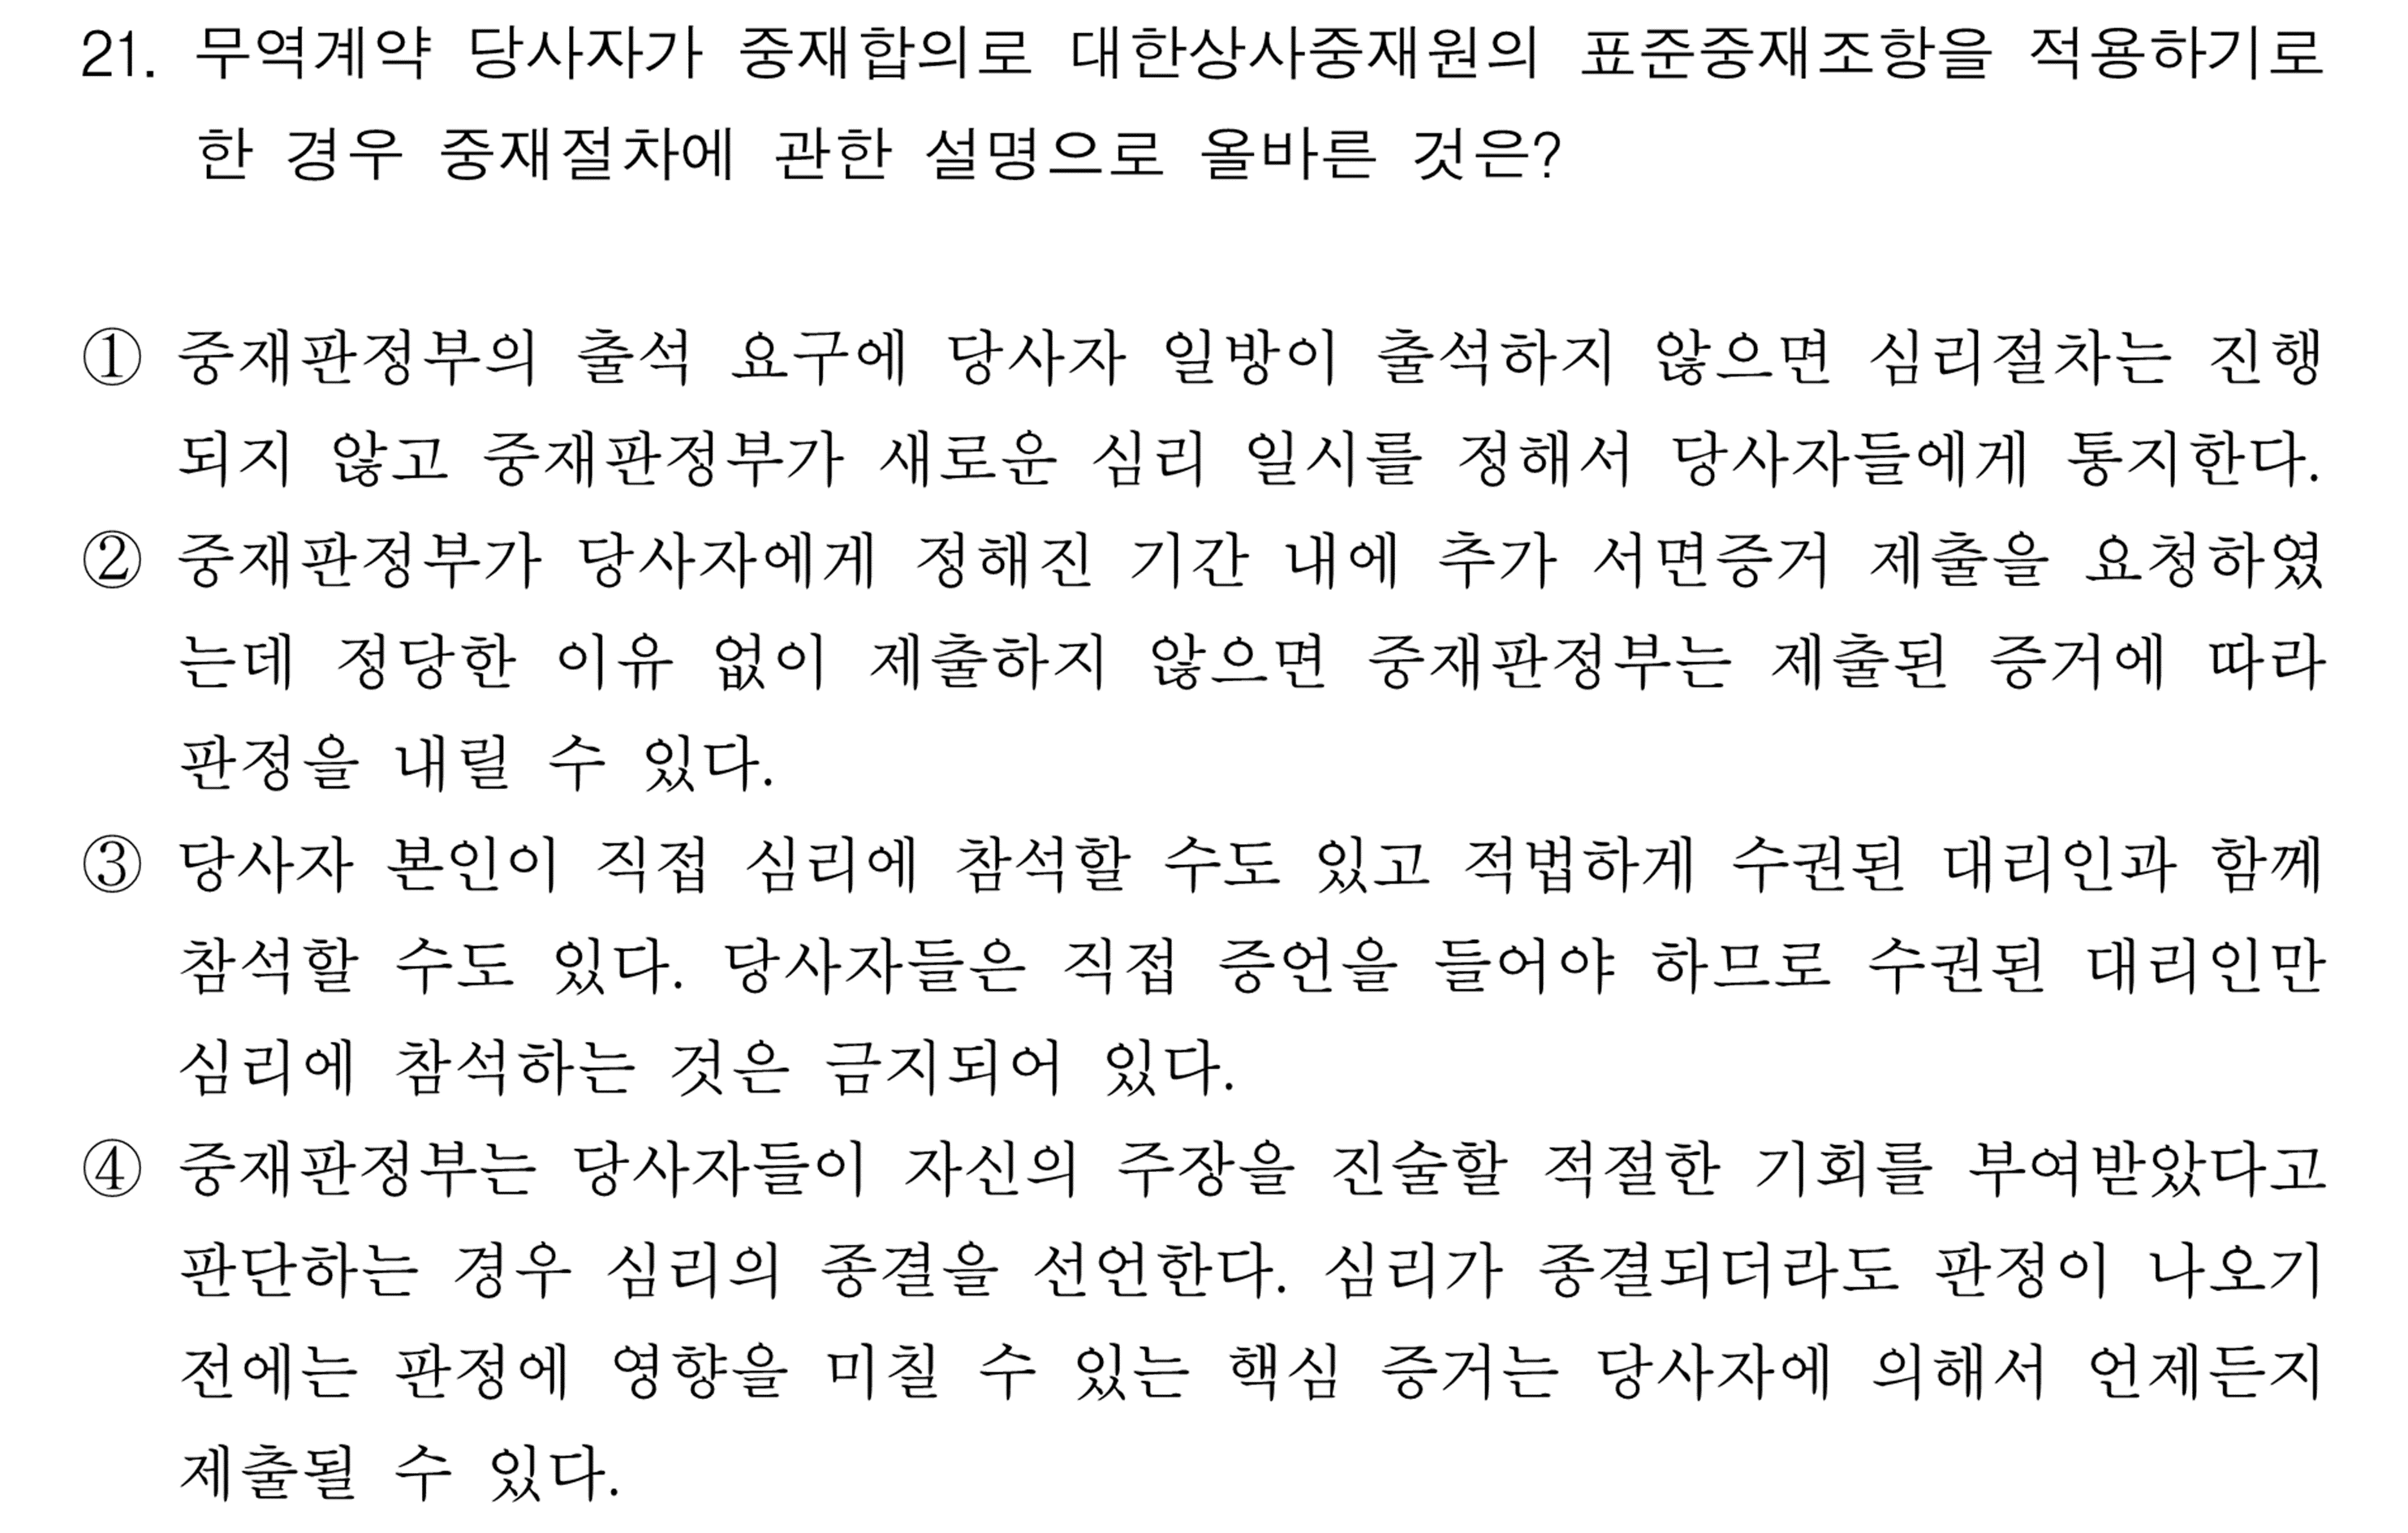 21. 무역계약 당사자가 중재합의로 대한상사중재원의 표준중재조항을 적용하기로
한 경우 중재절차에 관한 설명으로 올바른 것은?
① 중재판정부의 출석 요구에 당사자 일방이 출석하지 않으면 심리절차는 진행
되지 않고 중재판정부가 새로운 심리 일시를 정해서 당사자들에게 통지한다.
② 중재판정부가 당사자에게 정해진 기간 내에 추가 서면증거 제출을 요청하였
는데 정당한 이유 없이 제출하지 않으면 중재판정부는 제출된 증거에 따라
판정을 내릴 수 있다.
③ 당사자 본인이 직접 심리에 참석할 수도 있고 적법하게 수권된 대리인과 함께
참석할 수도 있다. 당사자들은 직접 증언을 들어야 하므로 수권된 대리인만
심리에 참석하는 것은 금지되어 있다.
④ 중재판정부는 당사자들이 자신의 주장을 진술할 적절한 기회를 부여받았다고
판단하는 경우 심리의 종결을 선언한다. 심리가 종결되더라도 판정이 나오기
전에는 판정에 영향을 미칠 수 있는 핵심 증거는 당사자에 의해서 언제든지
제출될 수 있다.